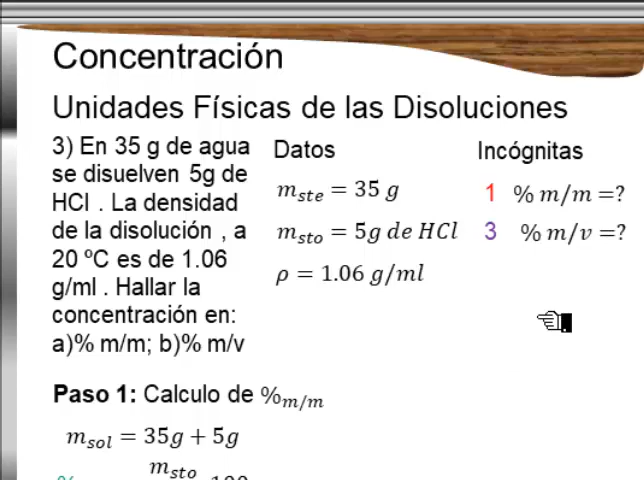 Concentración
Unidades Físicas de las Disoluciones
3) En 35 g de agua
se disuelven 5g de
HCl . La densidad
de la disolución , a
20 ºC es de 1.06
g/ml . Hallar la
concentración en:
a)% m/m; b)% m/v
Datos
m_ste = 35 g
m_sto = 5g de HCl
ρ = 1.06 g/ml
Incógnitas
1 % m/m =?
3 % m/v =?
Paso 1: Calculo de %m/m
m_sol = 35g + 5g
m_sto